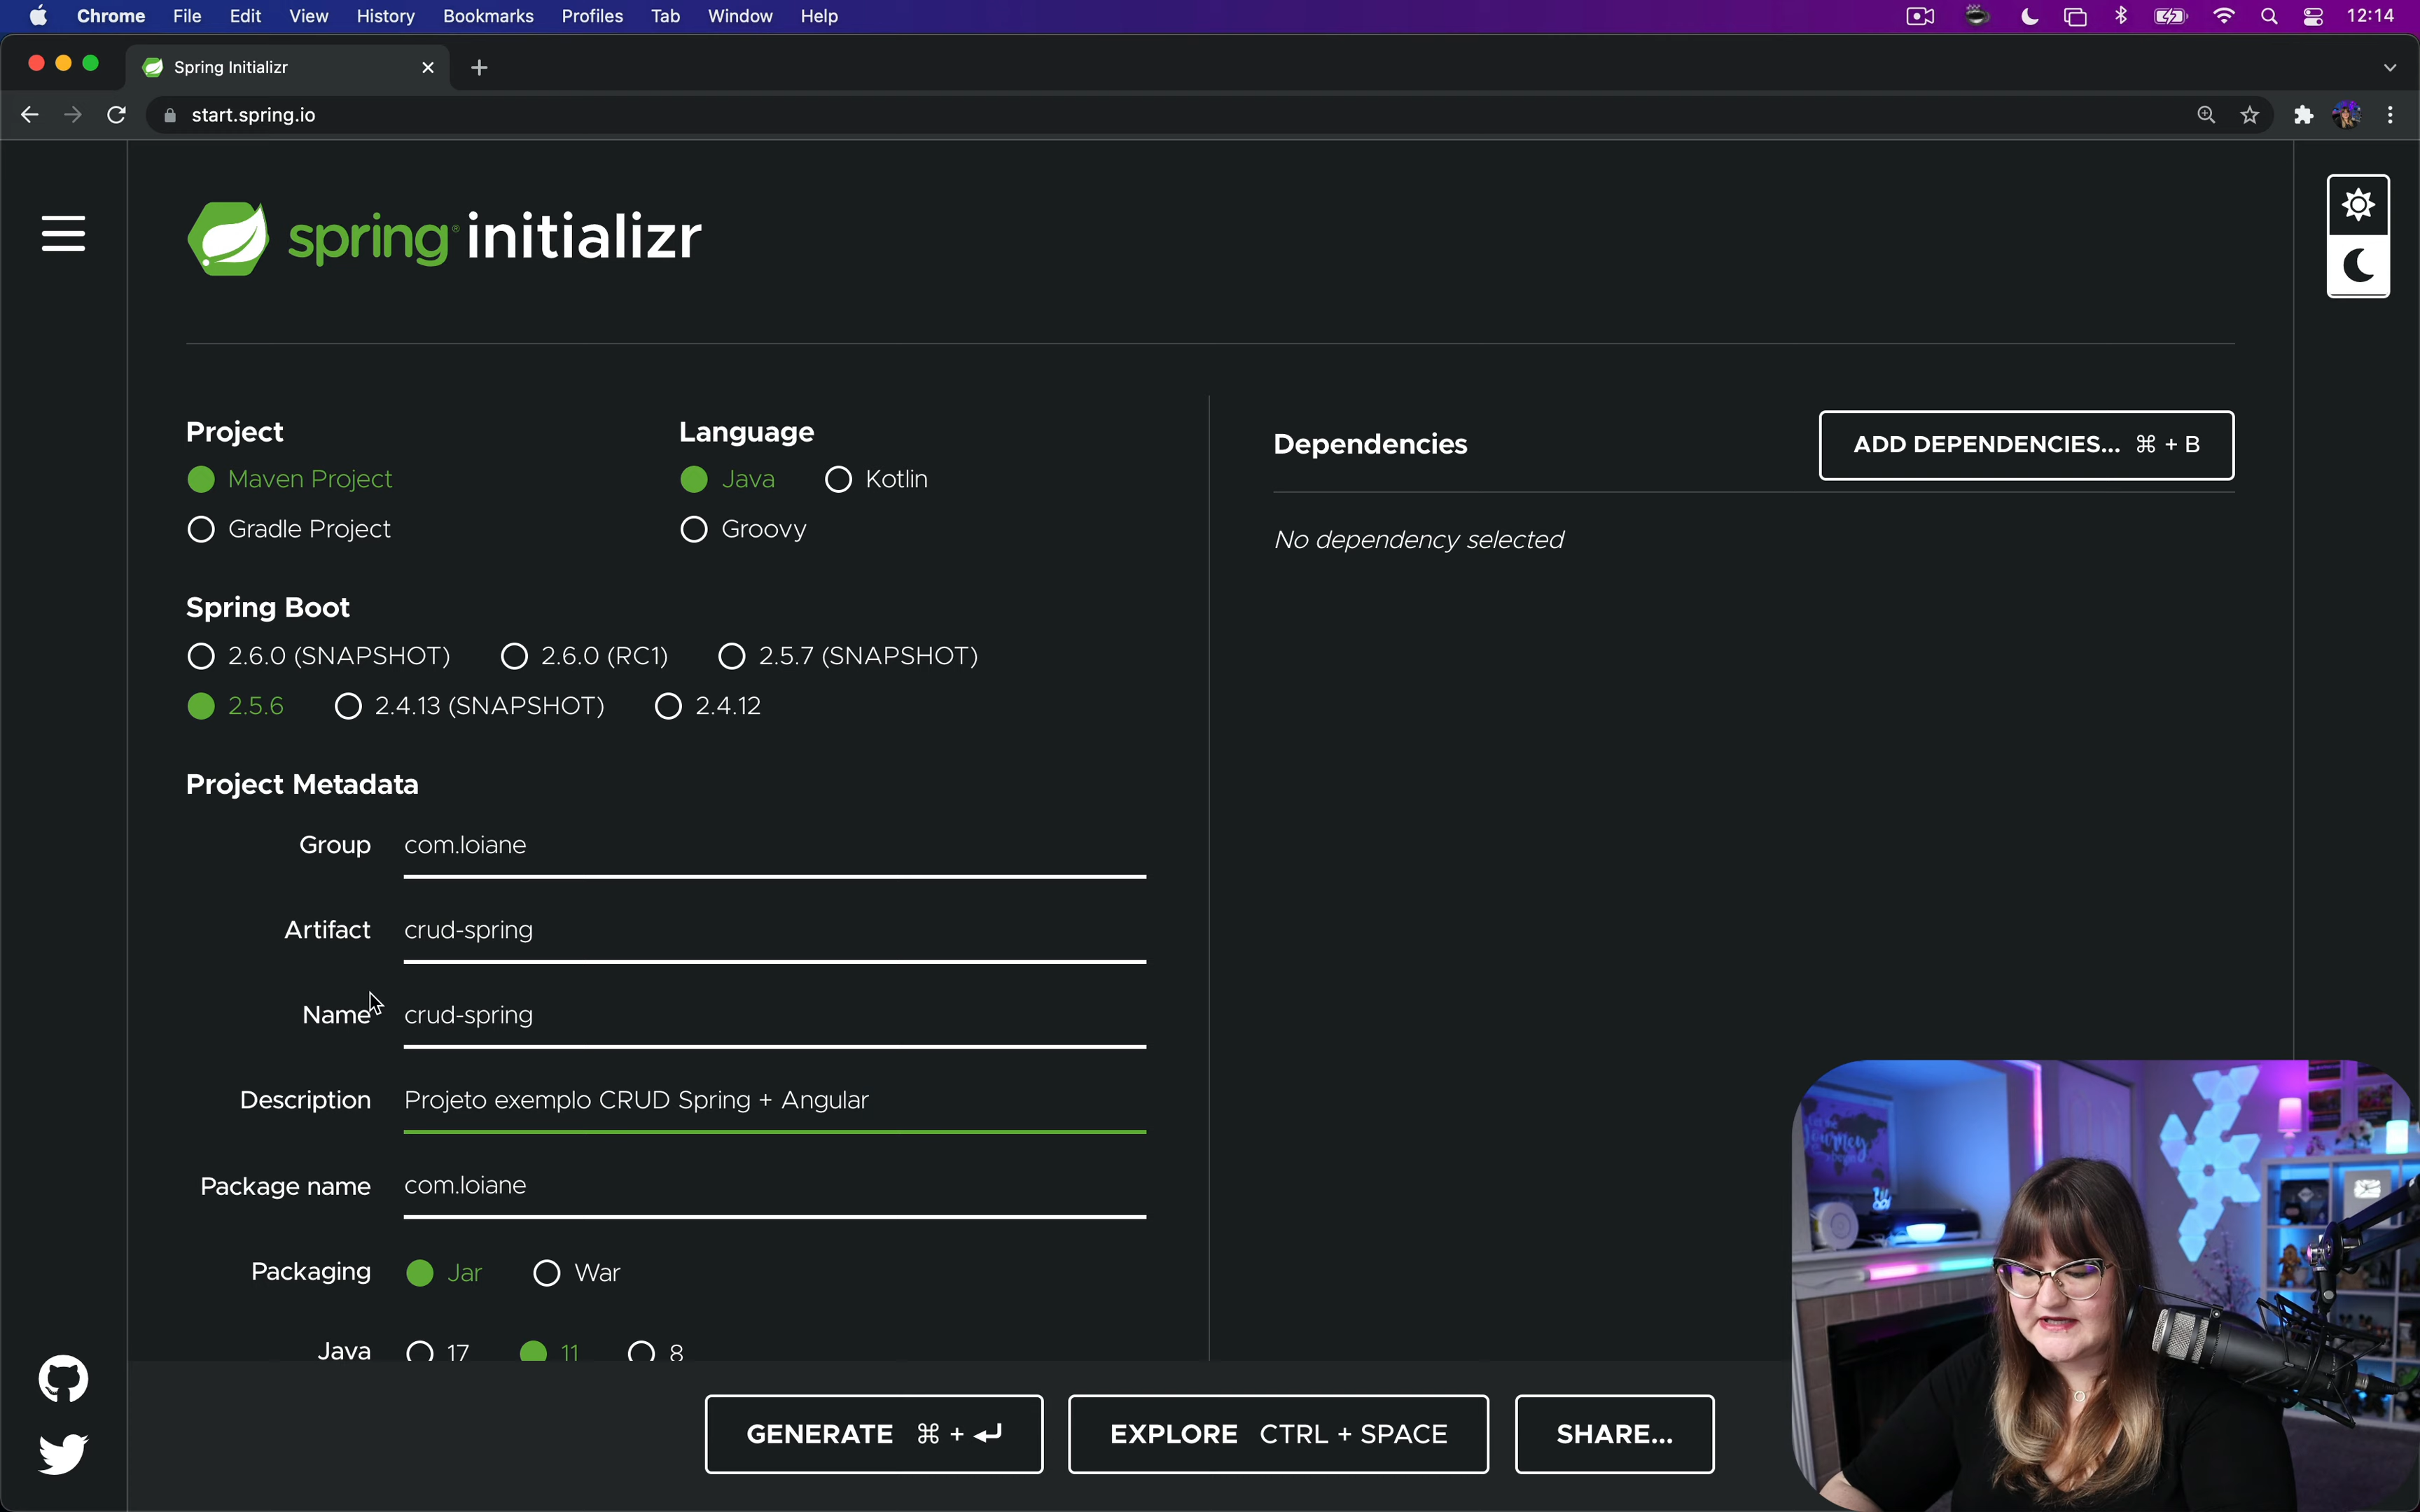 Chrome File Edit View History Bookmarks Profiles Tab Window Help 12:14
Spring Initializr
start.spring.io
spring initializr
Project
Maven Project
Gradle Project
Language
Java Kotlin
Groovy
Spring Boot
2.6.0 (SNAPSHOT) 2.6.0 (RC1) 2.5.7 (SNAPSHOT)
2.5.6 2.4.13 (SNAPSHOT) 2.4.12
Project Metadata
Group com.loiane
Artifact crud-spring
Name crud-spring
Description Projeto exemplo CRUD Spring + Angular
Package name com.loiane
Packaging Jar War
Java 17 11 8
Dependencies
ADD DEPENDENCIES... ⌘ + B
No dependency selected
journey
GENERATE ⌘ + ↵
EXPLORE CTRL + SPACE
SHARE...